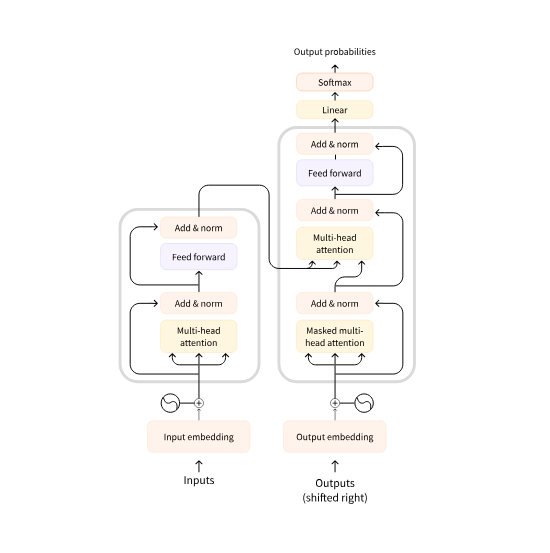 Output probabilities
Softmax
Linear
Add & norm
Feed forward
Add & norm
Multi-head
attention
Add & norm
Masked multi-
head attention
Output embedding
Outputs
(shifted right)
Add & norm
Feed forward
Add & norm
Multi-head
attention
Input embedding
Inputs